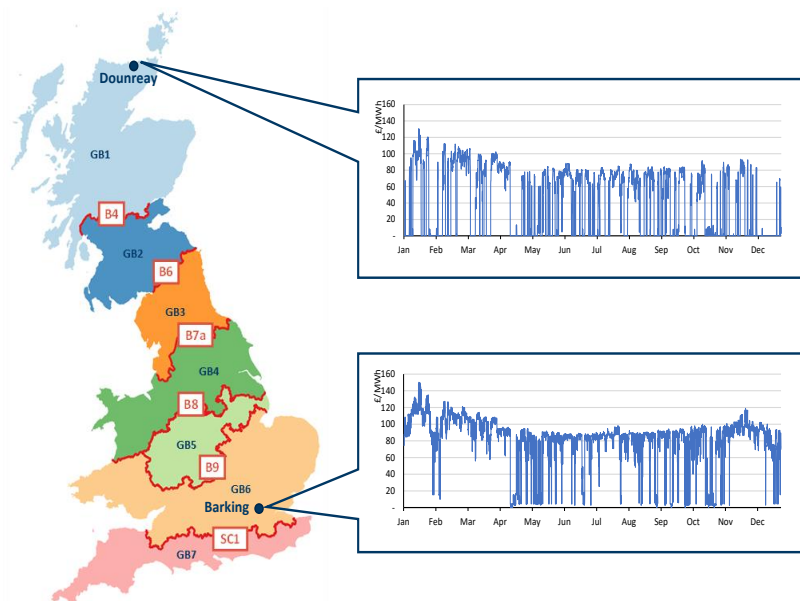 Dounreay
GB1
B4
GB2
B6
GB3
B7a
GB4
B8
GB5
B9
GB6
Barking
SC1
GB7
£/MWh
160
140
120
100
80
60
40
20
-
Jan Feb Mar Apr May Jun Jul Aug Sep Oct Nov Dec
£/MWh
160
140
120
100
80
60
40
20
-
Jan Feb Mar Apr May Jun Jul Aug Sep Oct Nov Dec